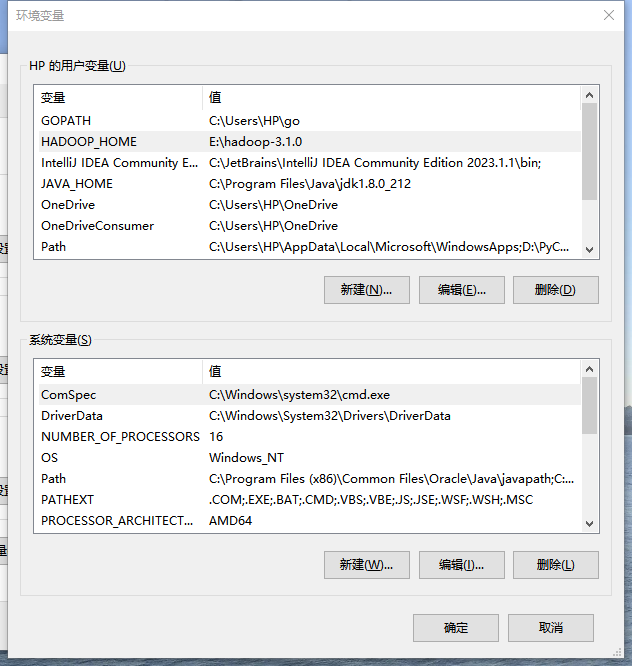 环境变量
HP 的用户变量(U)
变量 值
GOPATH C:\Users\HP\go
HADOOP_HOME E:\hadoop-3.1.0
IntelliJ IDEA Community E... C:\JetBrains\IntelliJ IDEA Community Edition 2023.1.1\bin;
JAVA_HOME C:\Program Files\Java\jdk1.8.0_212
OneDrive C:\Users\HP\OneDrive
OneDriveConsumer C:\Users\HP\OneDrive
Path C:\Users\HP\AppData\Local\Microsoft\WindowsApps;D:\PyC...
新建(N)... 编辑(E)... 删除(D)
系统变量(S)
变量 值
ComSpec C:\Windows\system32\cmd.exe
DriverData C:\Windows\System32\Drivers\DriverData
NUMBER_OF_PROCESSORS 16
OS Windows_NT
Path C:\Program Files (x86)\Common Files\Oracle\Java\javapath;C:...
PATHEXT .COM;.EXE;.BAT;.CMD;.VBS;.VBE;.JS;.JSE;.WSF;.WSH;.MSC
PROCESSOR_ARCHITECT... AMD64
新建(W)... 编辑(I)... 删除(L)
确定 取消